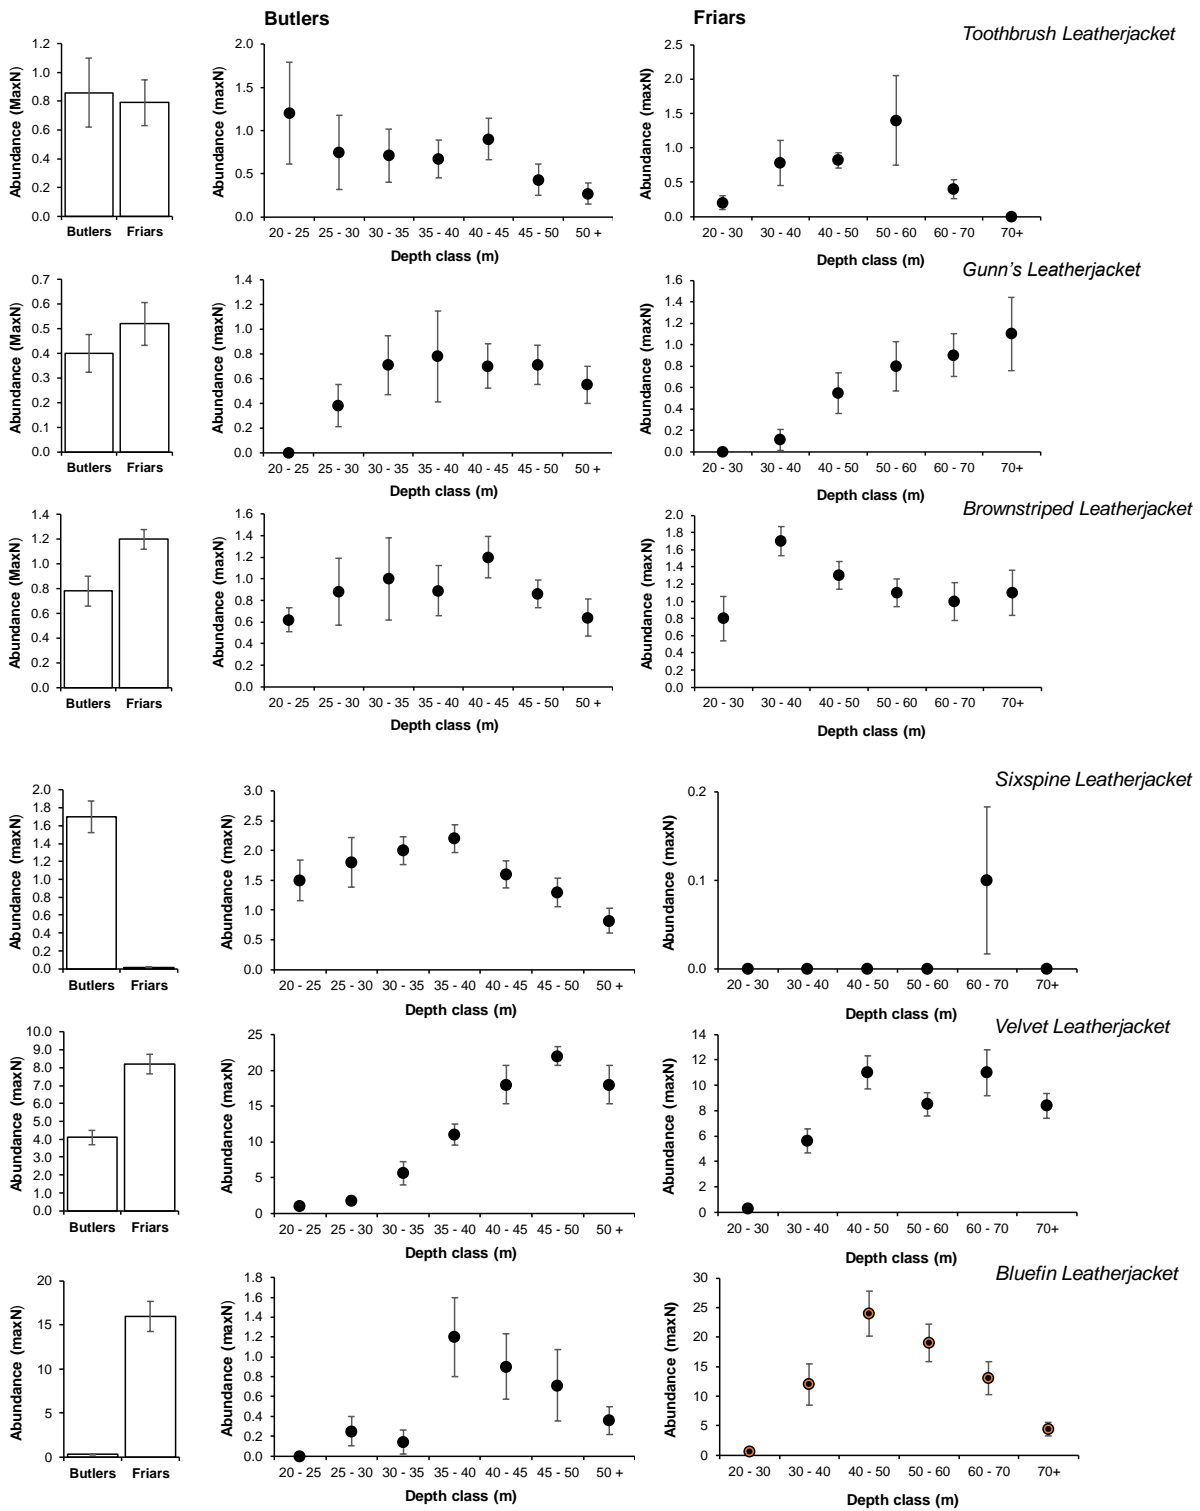 Butlers
Friars
Toothbrush Leatherjacket
Abundance (MaxN)
1.2
1.0
0.8
0.6
0.4
0.2
0.0
Butlers Friars
Abundance (maxN)
2.0
1.5
1.0
0.5
0.0
20 - 25 25 - 30 30 - 35 35 - 40 40 - 45 45 - 50 50 +
Depth class (m)
Abundance (maxN)
2.5
2.0
1.5
1.0
0.5
0.0
20 - 30 30 - 40 40 - 50 50 - 60 60 - 70 70+
Depth class (m)
Gunn's Leatherjacket
Abundance (MaxN)
0.7
0.6
0.5
0.4
0.3
0.2
0.1
0.0
Butlers Friars
Abundance (maxN)
1.4
1.2
1.0
0.8
0.6
0.4
0.2
0.0
20 - 25 25 - 30 30 - 35 35 - 40 40 - 45 45 - 50 50 +
Depth class (m)
Abundance (maxN)
1.6
1.4
1.2
1.0
0.8
0.6
0.4
0.2
0.0
20 - 30 30 - 40 40 - 50 50 - 60 60 - 70 70+
Depth class (m)
Brownstriped Leatherjacket
Abundance (MaxN)
1.4
1.2
1.0
0.8
0.6
0.4
0.2
0.0
Butlers Friars
Abundance (maxN)
1.6
1.4
1.2
1.0
0.8
0.6
0.4
0.2
0.0
20 - 25 25 - 30 30 - 35 35 - 40 40 - 45 45 - 50 50 +
Depth class (m)
Abundance (maxN)
2.0
1.8
1.6
1.4
1.2
1.0
0.8
0.6
0.4
0.2
0.0
20 - 30 30 - 40 40 - 50 50 - 60 60 - 70 70+
Depth class (m)
Sixspine Leatherjacket
Abundance (maxN)
2.0
1.8
1.6
1.4
1.2
1.0
0.8
0.6
0.4
0.2
0.0
Butlers Friars
Abundance (maxN)
3.0
2.5
2.0
1.5
1.0
0.5
0.0
20 - 25 25 - 30 30 - 35 35 - 40 40 - 45 45 - 50 50 +
Depth class (m)
Abundance (maxN)
0.2
0.1
0.0
20 - 30 30 - 40 40 - 50 50 - 60 60 - 70 70+
Depth class (m)
Velvet Leatherjacket
Abundance (maxN)
10.0
9.0
8.0
7.0
6.0
5.0
4.0
3.0
2.0
1.0
0.0
Butlers Friars
Abundance (maxN)
25
20
15
10
5
0
20 - 25 25 - 30 30 - 35 35 - 40 40 - 45 45 - 50 50 +
Depth class (m)
Abundance (maxN)
14
12
10
8
6
4
2
0
20 - 30 30 - 40 40 - 50 50 - 60 60 - 70 70+
Depth class (m)
Bluefin Leatherjacket
Abundance (maxN)
20
15
10
5
0
Butlers Friars
Abundance (maxN)
1.8
1.6
1.4
1.2
1.0
0.8
0.6
0.4
0.2
0.0
20 - 25 25 - 30 30 - 35 35 - 40 40 - 45 45 - 50 50 +
Depth class (m)
Abundance (maxN)
30
25
20
15
10
5
0
20 - 30 30 - 40 40 - 50 50 - 60 60 - 70 70+
Depth class (m)